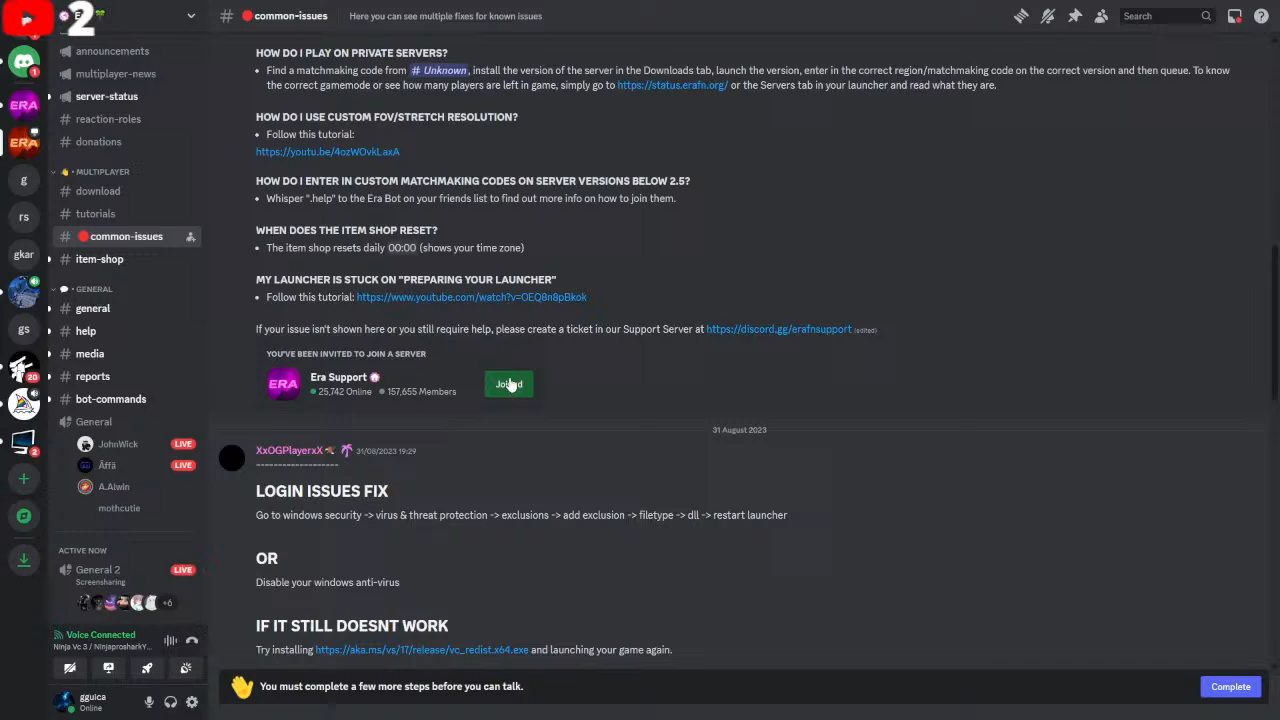 2
E
common-issues
Here you can see multiple fixes for known issues
Search
announcements
multiplayer-news
server-status
reaction-roles
donations
MULTIPLAYER
download
tutorials
common-issues
item-shop
GENERAL
general
help
media
reports
bot-commands
General
JohnWick LIVE
Äffä LIVE
A.Alwin
mothcutie
ACTIVE NOW
General 2 LIVE
Screensharing
+6
Voice Connected
Ninja Vc 3 / NinjaprosharkY...
gguica
Online
1
ERA
ERA
g
rs
gkar
gs
20
2
HOW DO I PLAY ON PRIVATE SERVERS?
• Find a matchmaking code from # Unknown, install the version of the server in the Downloads tab, launch the version, enter in the correct region/matchmaking code on the correct version and then queue. To know
the correct gamemode or see how many players are left in game, simply go to https://status.erafn.org/ or the Servers tab in your launcher and read what they are.
HOW DO I USE CUSTOM FOV/STRETCH RESOLUTION?
• Follow this tutorial:
https://youtu.be/4ozWOvkLaxA
HOW DO I ENTER IN CUSTOM MATCHMAKING CODES ON SERVER VERSIONS BELOW 2.5?
• Whisper ".help" to the Era Bot on your friends list to find out more info on how to join them.
WHEN DOES THE ITEM SHOP RESET?
• The item shop resets daily 00:00 (shows your time zone)
MY LAUNCHER IS STUCK ON "PREPARING YOUR LAUNCHER"
• Follow this tutorial: https://www.youtube.com/watch?v=OEQ8n8pBkok
If your issue isn't shown here or you still require help, please create a ticket in our Support Server at https://discord.gg/erafnsupport (edited)
YOU'VE BEEN INVITED TO JOIN A SERVER
ERA
Era Support
25,742 Online 157,655 Members
Joined
31 August 2023
XxOGPlayerxX 31/08/2023 19:29
--------------------
LOGIN ISSUES FIX
Go to windows security -> virus & threat protection -> exclusions -> add exclusion -> filetype -> dll -> restart launcher
OR
Disable your windows anti-virus
IF IT STILL DOESNT WORK
Try installing https://aka.ms/vs/17/release/vc_redist.x64.exe and launching your game again.
You must complete a few more steps before you can talk.
Complete